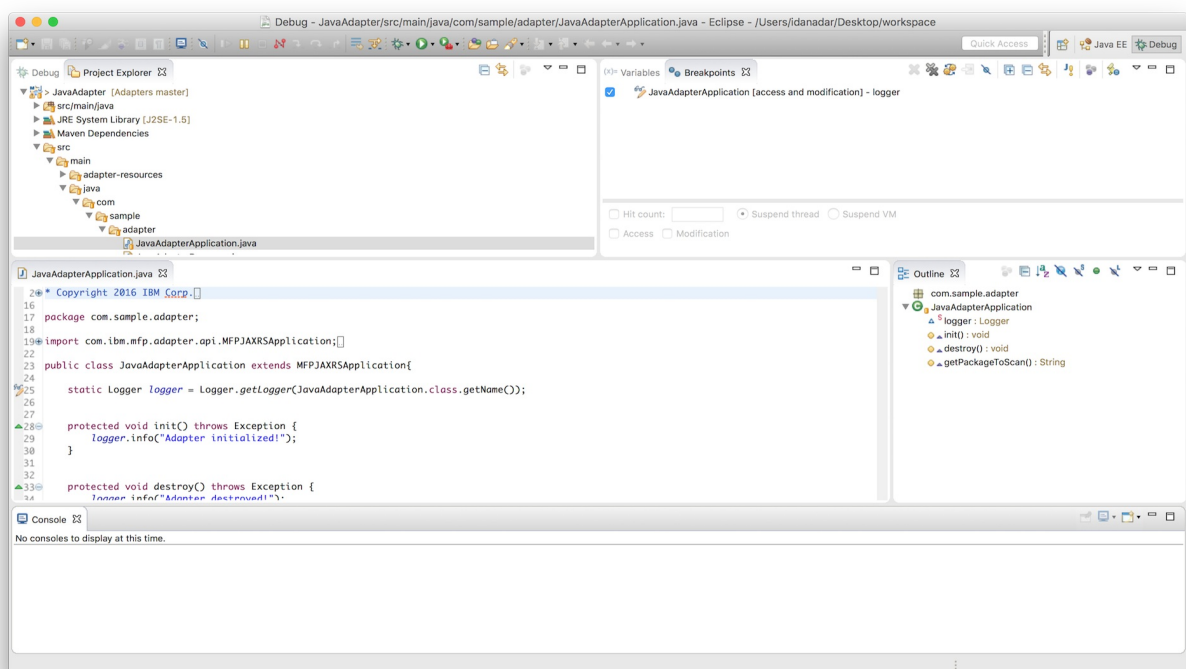 Debug - JavaAdapter/src/main/java/com/sample/adapter/JavaAdapterApplication.java - Eclipse - /Users/idanadar/Desktop/workspace
Quick Access
Java EE
Debug
Debug
Project Explorer
> JavaAdapter [Adapters master]
src/main/java
JRE System Library [J2SE-1.5]
Maven Dependencies
src
main
adapter-resources
java
com
sample
adapter
JavaAdapterApplication.java
(x)= Variables
Breakpoints
JavaAdapterApplication [access and modification] - logger
Hit count:
Suspend thread
Suspend VM
Access
Modification
JavaAdapterApplication.java
2 * Copyright 2016 IBM Corp.
16
17 package com.sample.adapter;
18
19 import com.ibm.mfp.adapter.api.MFPJAXRSApplication;
22
23 public class JavaAdapterApplication extends MFPJAXRSApplication{
24
25 static Logger logger = Logger.getLogger(JavaAdapterApplication.class.getName());
26
27
28 protected void init() throws Exception {
29 logger.info("Adapter initialized!");
30 }
31
32
33 protected void destroy() throws Exception {
34 logger.info("Adapter destroyed!");
Outline
com.sample.adapter
JavaAdapterApplication
logger : Logger
init() : void
destroy() : void
getPackageToScan() : String
Console
No consoles to display at this time.